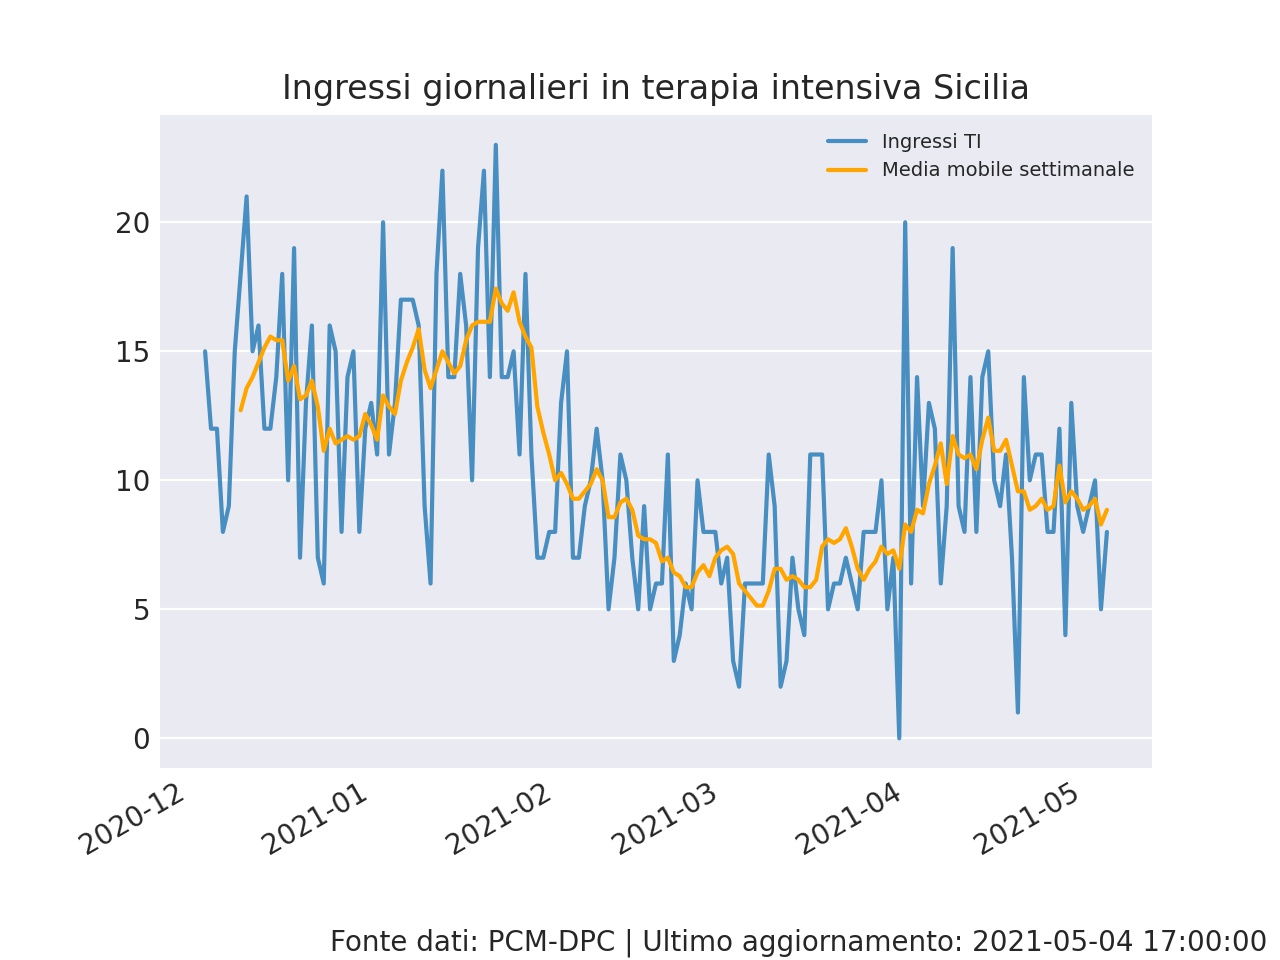 Ingressi giornalieri in terapia intensiva Sicilia
Ingressi TI
Media mobile settimanale
20
15
10
5
0
2020-12
2021-01
2021-02
2021-03
2021-04
2021-05
Fonte dati: PCM-DPC | Ultimo aggiornamento: 2021-05-04 17:00:00